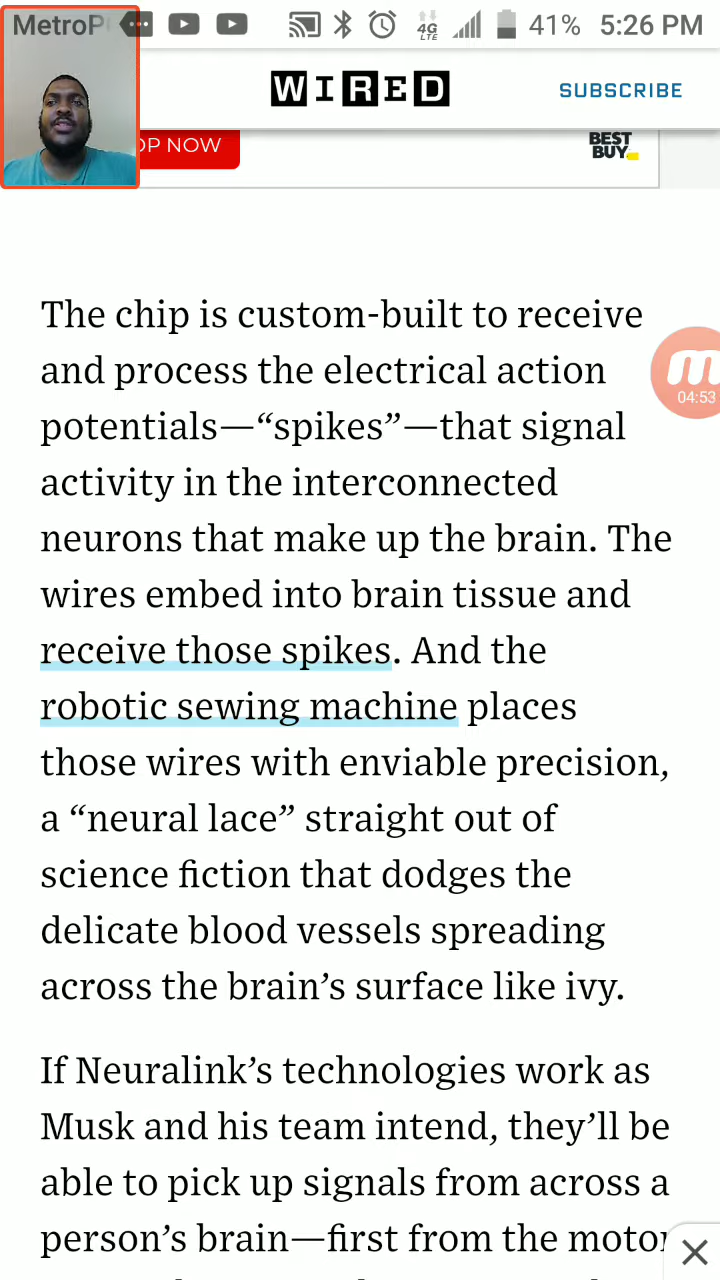 MetroP
4G
LTE
41% 5:26 PM
WIRED
SUBSCRIBE
OP NOW
BEST
BUY
The chip is custom-built to receive
and process the electrical action
potentials—“spikes”—that signal
activity in the interconnected
neurons that make up the brain. The
wires embed into brain tissue and
receive those spikes. And the
robotic sewing machine places
those wires with enviable precision,
a “neural lace” straight out of
science fiction that dodges the
delicate blood vessels spreading
across the brain’s surface like ivy.
If Neuralink’s technologies work as
Musk and his team intend, they’ll be
able to pick up signals from across a
person’s brain—first from the motor
m
04:53